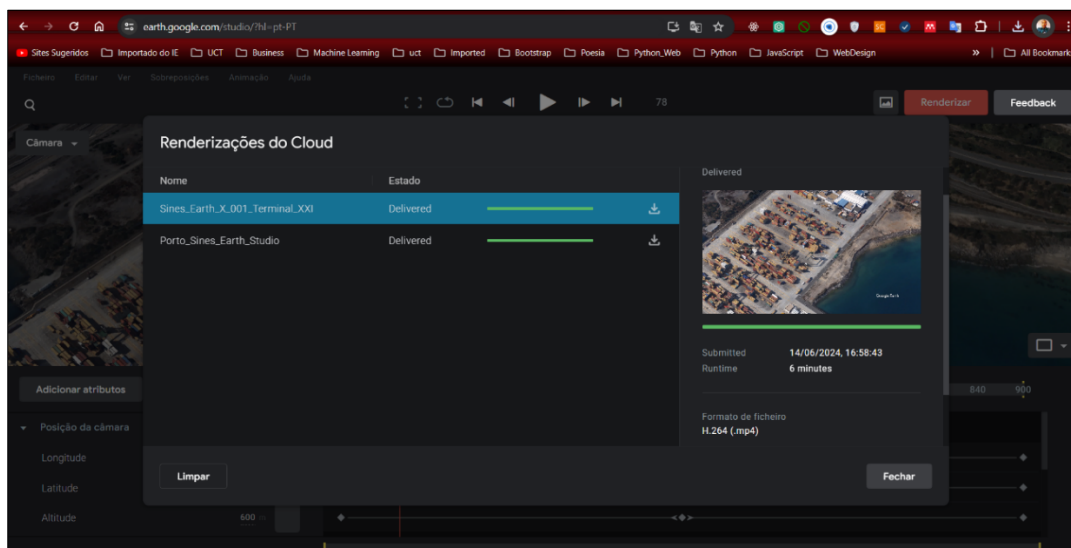 earth.google.com/studio/?hl=pt-PT
Sites Sugeridos Importado do IE UCT Business Machine Learning uct Imported Bootstrap Poesia Python_Web Python JavaScript WebDesign » All Bookmark
Ficheiro Editar Ver Sobreposições Animação Ajuda
78 Renderizar Feedback
Câmara
Renderizações do Cloud
Nome Estado
Delivered
Sines_Earth_X_001_Terminal_XXI Delivered
Porto_Sines_Earth_Studio Delivered
Google Earth
Submitted 14/06/2024, 16:58:43
Runtime 6 minutes
Adicionar atributos
840 900
Formato de ficheiro
H.264 (.mp4)
Posição da câmara
Longitude
Limpar Fechar
Latitude
Altitude 600 m